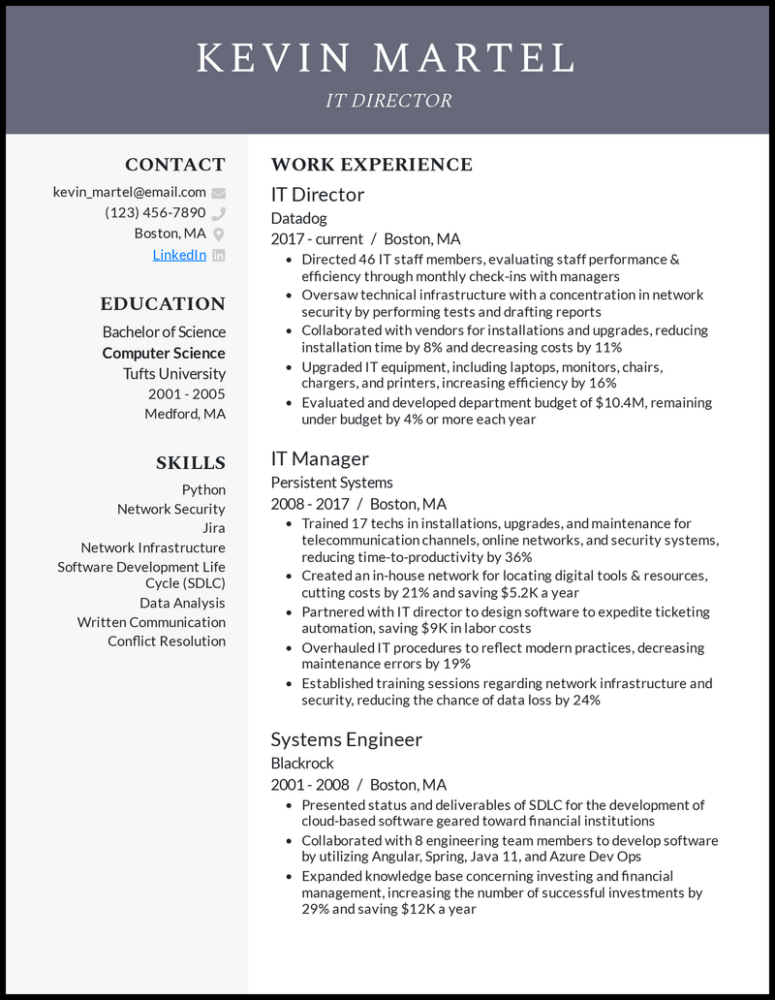 KEVIN MARTEL
IT DIRECTOR
CONTACT
kevin_martel@email.com
(123) 456-7890
Boston, MA
LinkedIn
EDUCATION
Bachelor of Science
Computer Science
Tufts University
2001 - 2005
Medford, MA
SKILLS
Python
Network Security
Jira
Network Infrastructure
Software Development Life
Cycle (SDLC)
Data Analysis
Written Communication
Conflict Resolution
WORK EXPERIENCE
IT Director
Datadog
2017 - current / Boston, MA
• Directed 46 IT staff members, evaluating staff performance &
efficiency through monthly check-ins with managers
• Oversaw technical infrastructure with a concentration in network
security by performing tests and drafting reports
• Collaborated with vendors for installations and upgrades, reducing
installation time by 8% and decreasing costs by 11%
• Upgraded IT equipment, including laptops, monitors, chairs,
chargers, and printers, increasing efficiency by 16%
• Evaluated and developed department budget of $10.4M, remaining
under budget by 4% or more each year
IT Manager
Persistent Systems
2008 - 2017 / Boston, MA
• Trained 17 techs in installations, upgrades, and maintenance for
telecommunication channels, online networks, and security systems,
reducing time-to-productivity by 36%
• Created an in-house network for locating digital tools & resources,
cutting costs by 21% and saving $5.2K a year
• Partnered with IT director to design software to expedite ticketing
automation, saving $9K in labor costs
• Overhauled IT procedures to reflect modern practices, decreasing
maintenance errors by 19%
• Established training sessions regarding network infrastructure and
security, reducing the chance of data loss by 24%
Systems Engineer
Blackrock
2001 - 2008 / Boston, MA
• Presented status and deliverables of SDLC for the development of
cloud-based software geared toward financial institutions
• Collaborated with 8 engineering team members to develop software
by utilizing Angular, Spring, Java 11, and Azure Dev Ops
• Expanded knowledge base concerning investing and financial
management, increasing the number of successful investments by
29% and saving $12K a year